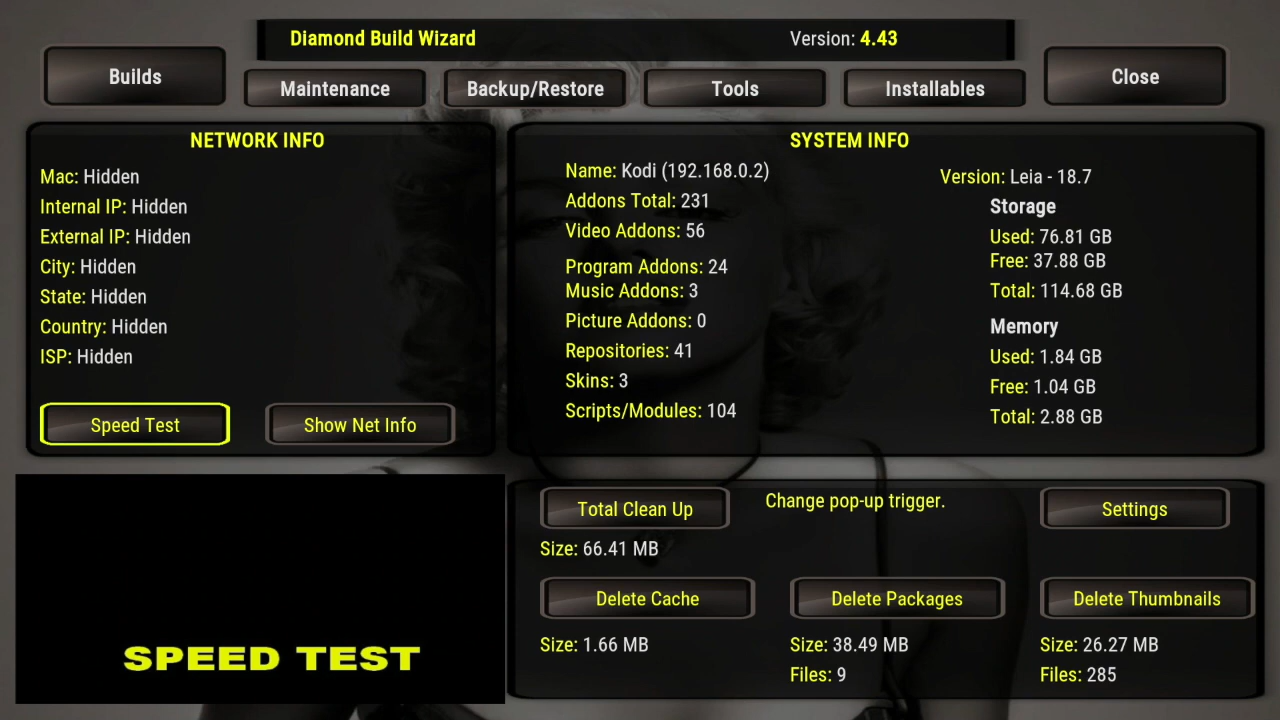 Diamond Build Wizard
Version: 4.43
Builds
Maintenance
Backup/Restore
Tools
Installables
Close
NETWORK INFO
Mac: Hidden
Internal IP: Hidden
External IP: Hidden
City: Hidden
State: Hidden
Country: Hidden
ISP: Hidden
Speed Test
Show Net Info
SYSTEM INFO
Name: Kodi (192.168.0.2)
Addons Total: 231
Video Addons: 56
Program Addons: 24
Music Addons: 3
Picture Addons: 0
Repositories: 41
Skins: 3
Scripts/Modules: 104
Version: Leia - 18.7
Storage
Used: 76.81 GB
Free: 37.88 GB
Total: 114.68 GB
Memory
Used: 1.84 GB
Free: 1.04 GB
Total: 2.88 GB
SPEED TEST
Total Clean Up
Size: 66.41 MB
Change pop-up trigger.
Settings
Delete Cache
Size: 1.66 MB
Delete Packages
Size: 38.49 MB
Files: 9
Delete Thumbnails
Size: 26.27 MB
Files: 285